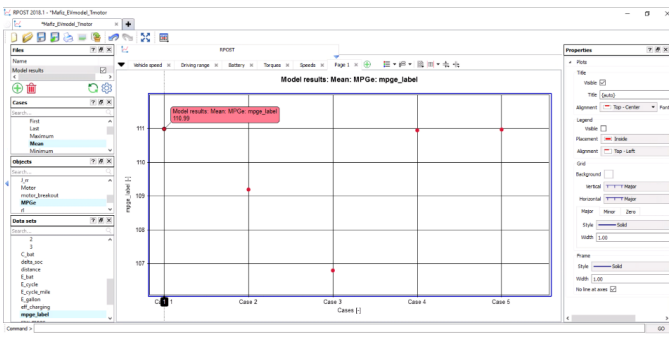 RPOST 2018.1 - *Mafiz_EVmodel_Tmotor
*Mafiz_EVmodel_Tmotor
Files
Name
Model results
Cases
Search...
First
Last
Maximum
Mean
Minimum
Objects
Search...
J_rr
Motor
motor_breakout
MPGe
rl
Data sets
Search...
2
3
C_bat
delta_soc
distance
E_bat
E_cycle
E_cycle_mile
E_gallon
eff_charging
mpge_label
RPOST
Vehicle speed
Driving range
Battery
Torques
Speeds
Page 1
Model results: Mean: MPGe: mpge_label
Model results: Mean: MPGe: mpge_label
110.99
111
110
109
108
107
mpge_label [-]
1
Case 2
Case 3
Case 4
Case 5
Cases [-]
Properties
Plots
Title
Visible
Title {auto}
Alignment Top - Center Font
Legend
Visible
Placement Inside
Alignment Top - Left
Grid
Background
Vertical Major
Horizontal Major
Major Minor Zero
Style Solid
Width 1.00
Frame
Style Solid
Width 1.00
No line at axes
Command >
GO